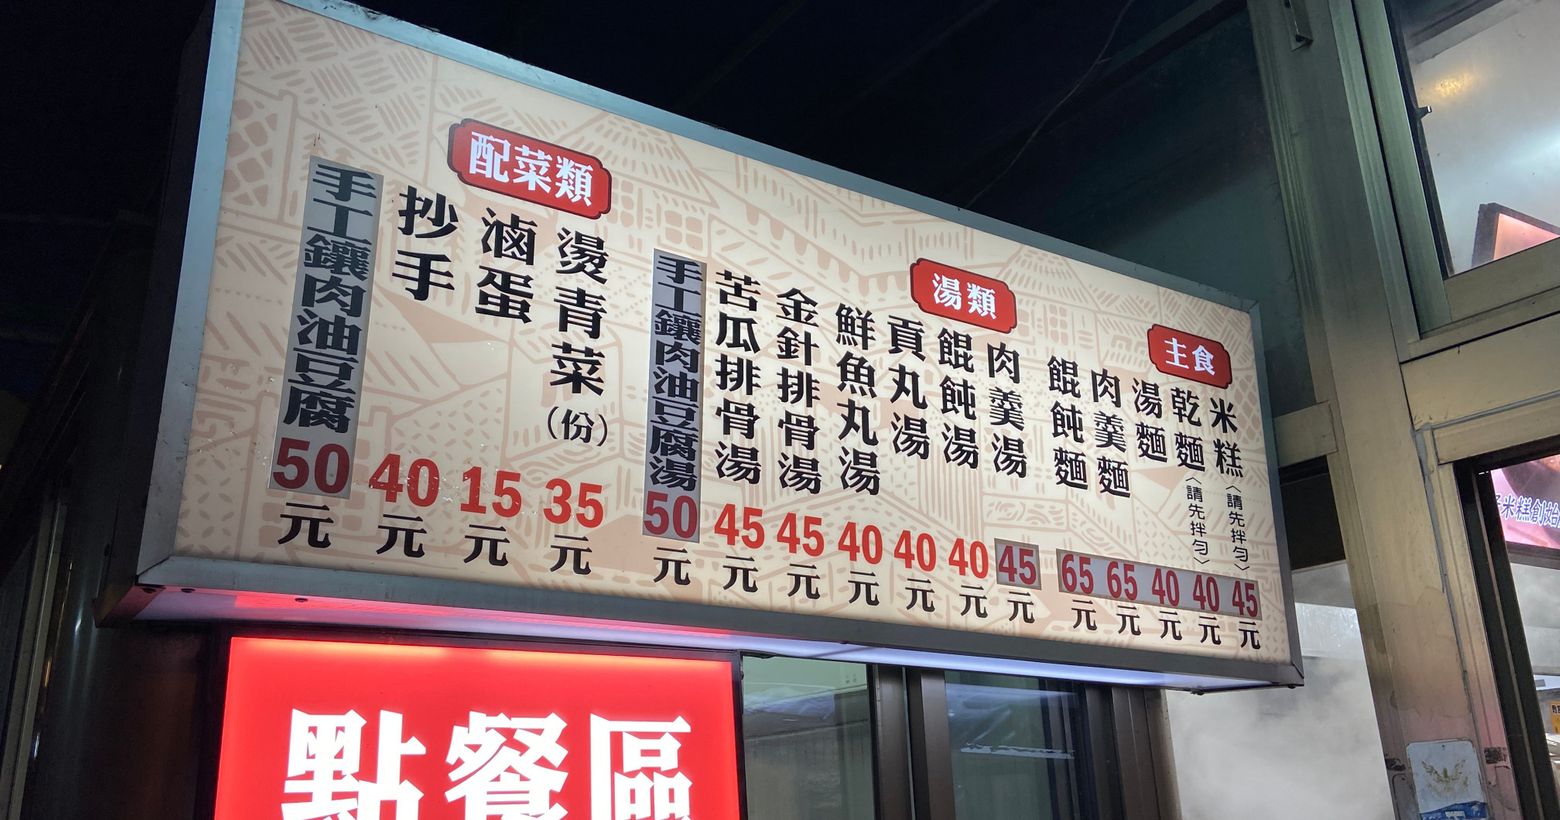 主食
米糕〈請先拌勻〉45元
乾麵〈請先拌勻〉40元
湯麵40元
肉羹麵65元
餛飩麵65元
湯類
肉羹湯45元
餛飩湯40元
貢丸湯40元
鮮魚丸湯40元
金針排骨湯45元
苦瓜排骨湯45元
手工鑲肉油豆腐湯50元
配菜類
燙青菜(份)35元
滷蛋15元
抄手40元
手工鑲肉油豆腐50元
點餐區
米糕創始